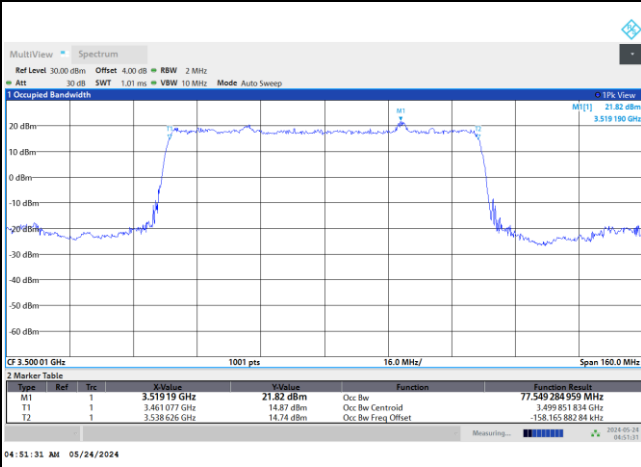 MultiView Spectrum
Ref Level 30.00 dBm Offset 4.00 dB RBW 2 MHz
Att 30 dB SWT 1.01 ms VBW 10 MHz Mode Auto Sweep
1 Occupied Bandwidth 1Pk View
M1[1] 21.82 dBm
3.519 190 GHz
M1
20 dBm
T1 T2
10 dBm
0 dBm
-10 dBm
-20 dBm
-30 dBm
-40 dBm
-50 dBm
-60 dBm
CF 3.500 01 GHz 1001 pts 16.0 MHz/ Span 160.0 MHz
2 Marker Table
Type Ref Trc X-Value Y-Value Function Function Result
M1 1 3.519 19 GHz 21.82 dBm Occ Bw 77.549 284 959 MHz
T1 1 3.461 077 GHz 14.87 dBm Occ Bw Centroid 3.499 851 834 GHz
T2 1 3.538 626 GHz 14.74 dBm Occ Bw Freq Offset -158.165 882 84 kHz
Measuring... 2024-05-24
04:51:31
04:51:31 AM 05/24/2024